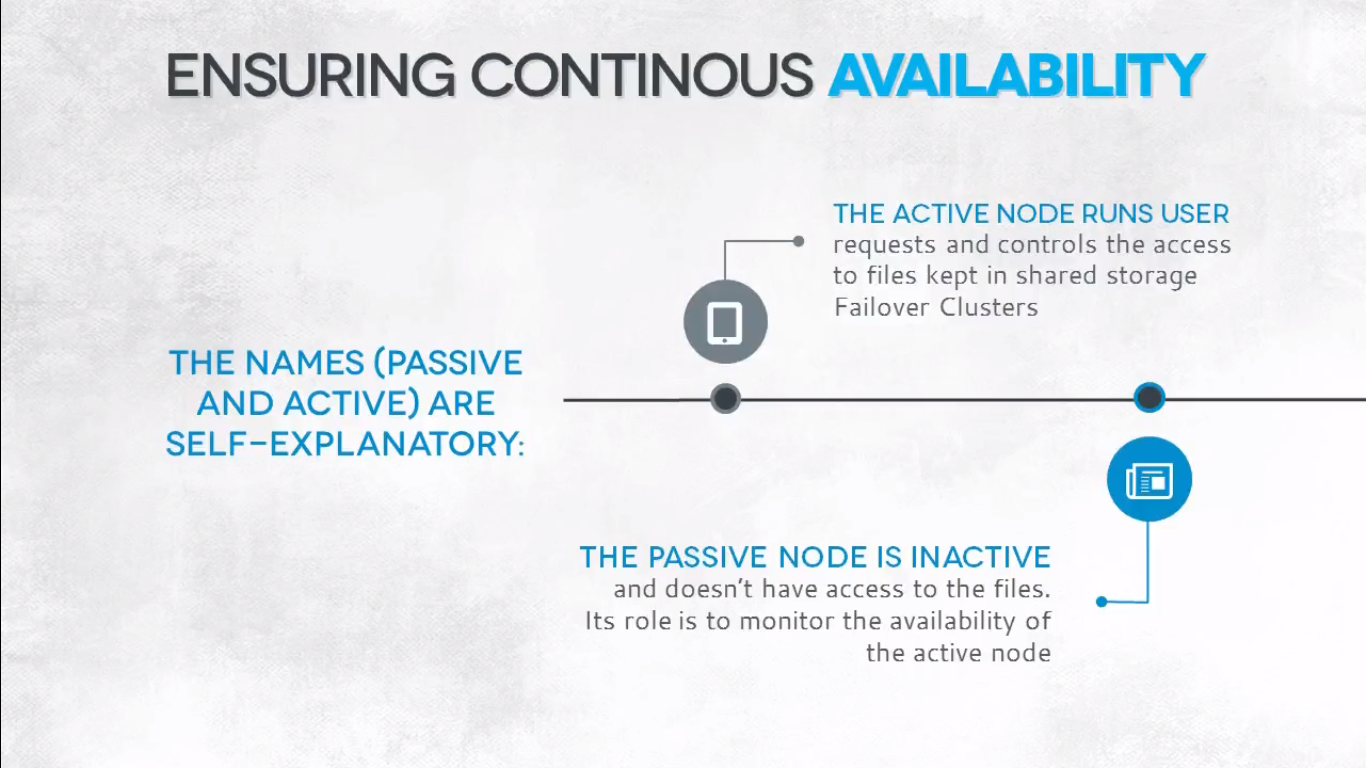 ENSURING CONTINOUS AVAILABILITY
THE ACTIVE NODE RUNS USER
requests and controls the access
to files kept in shared storage
Failover Clusters
THE NAMES (PASSIVE
AND ACTIVE) ARE
SELF-EXPLANATORY:
THE PASSIVE NODE IS INACTIVE
and doesn't have access to the files.
Its role is to monitor the availability of
the active node